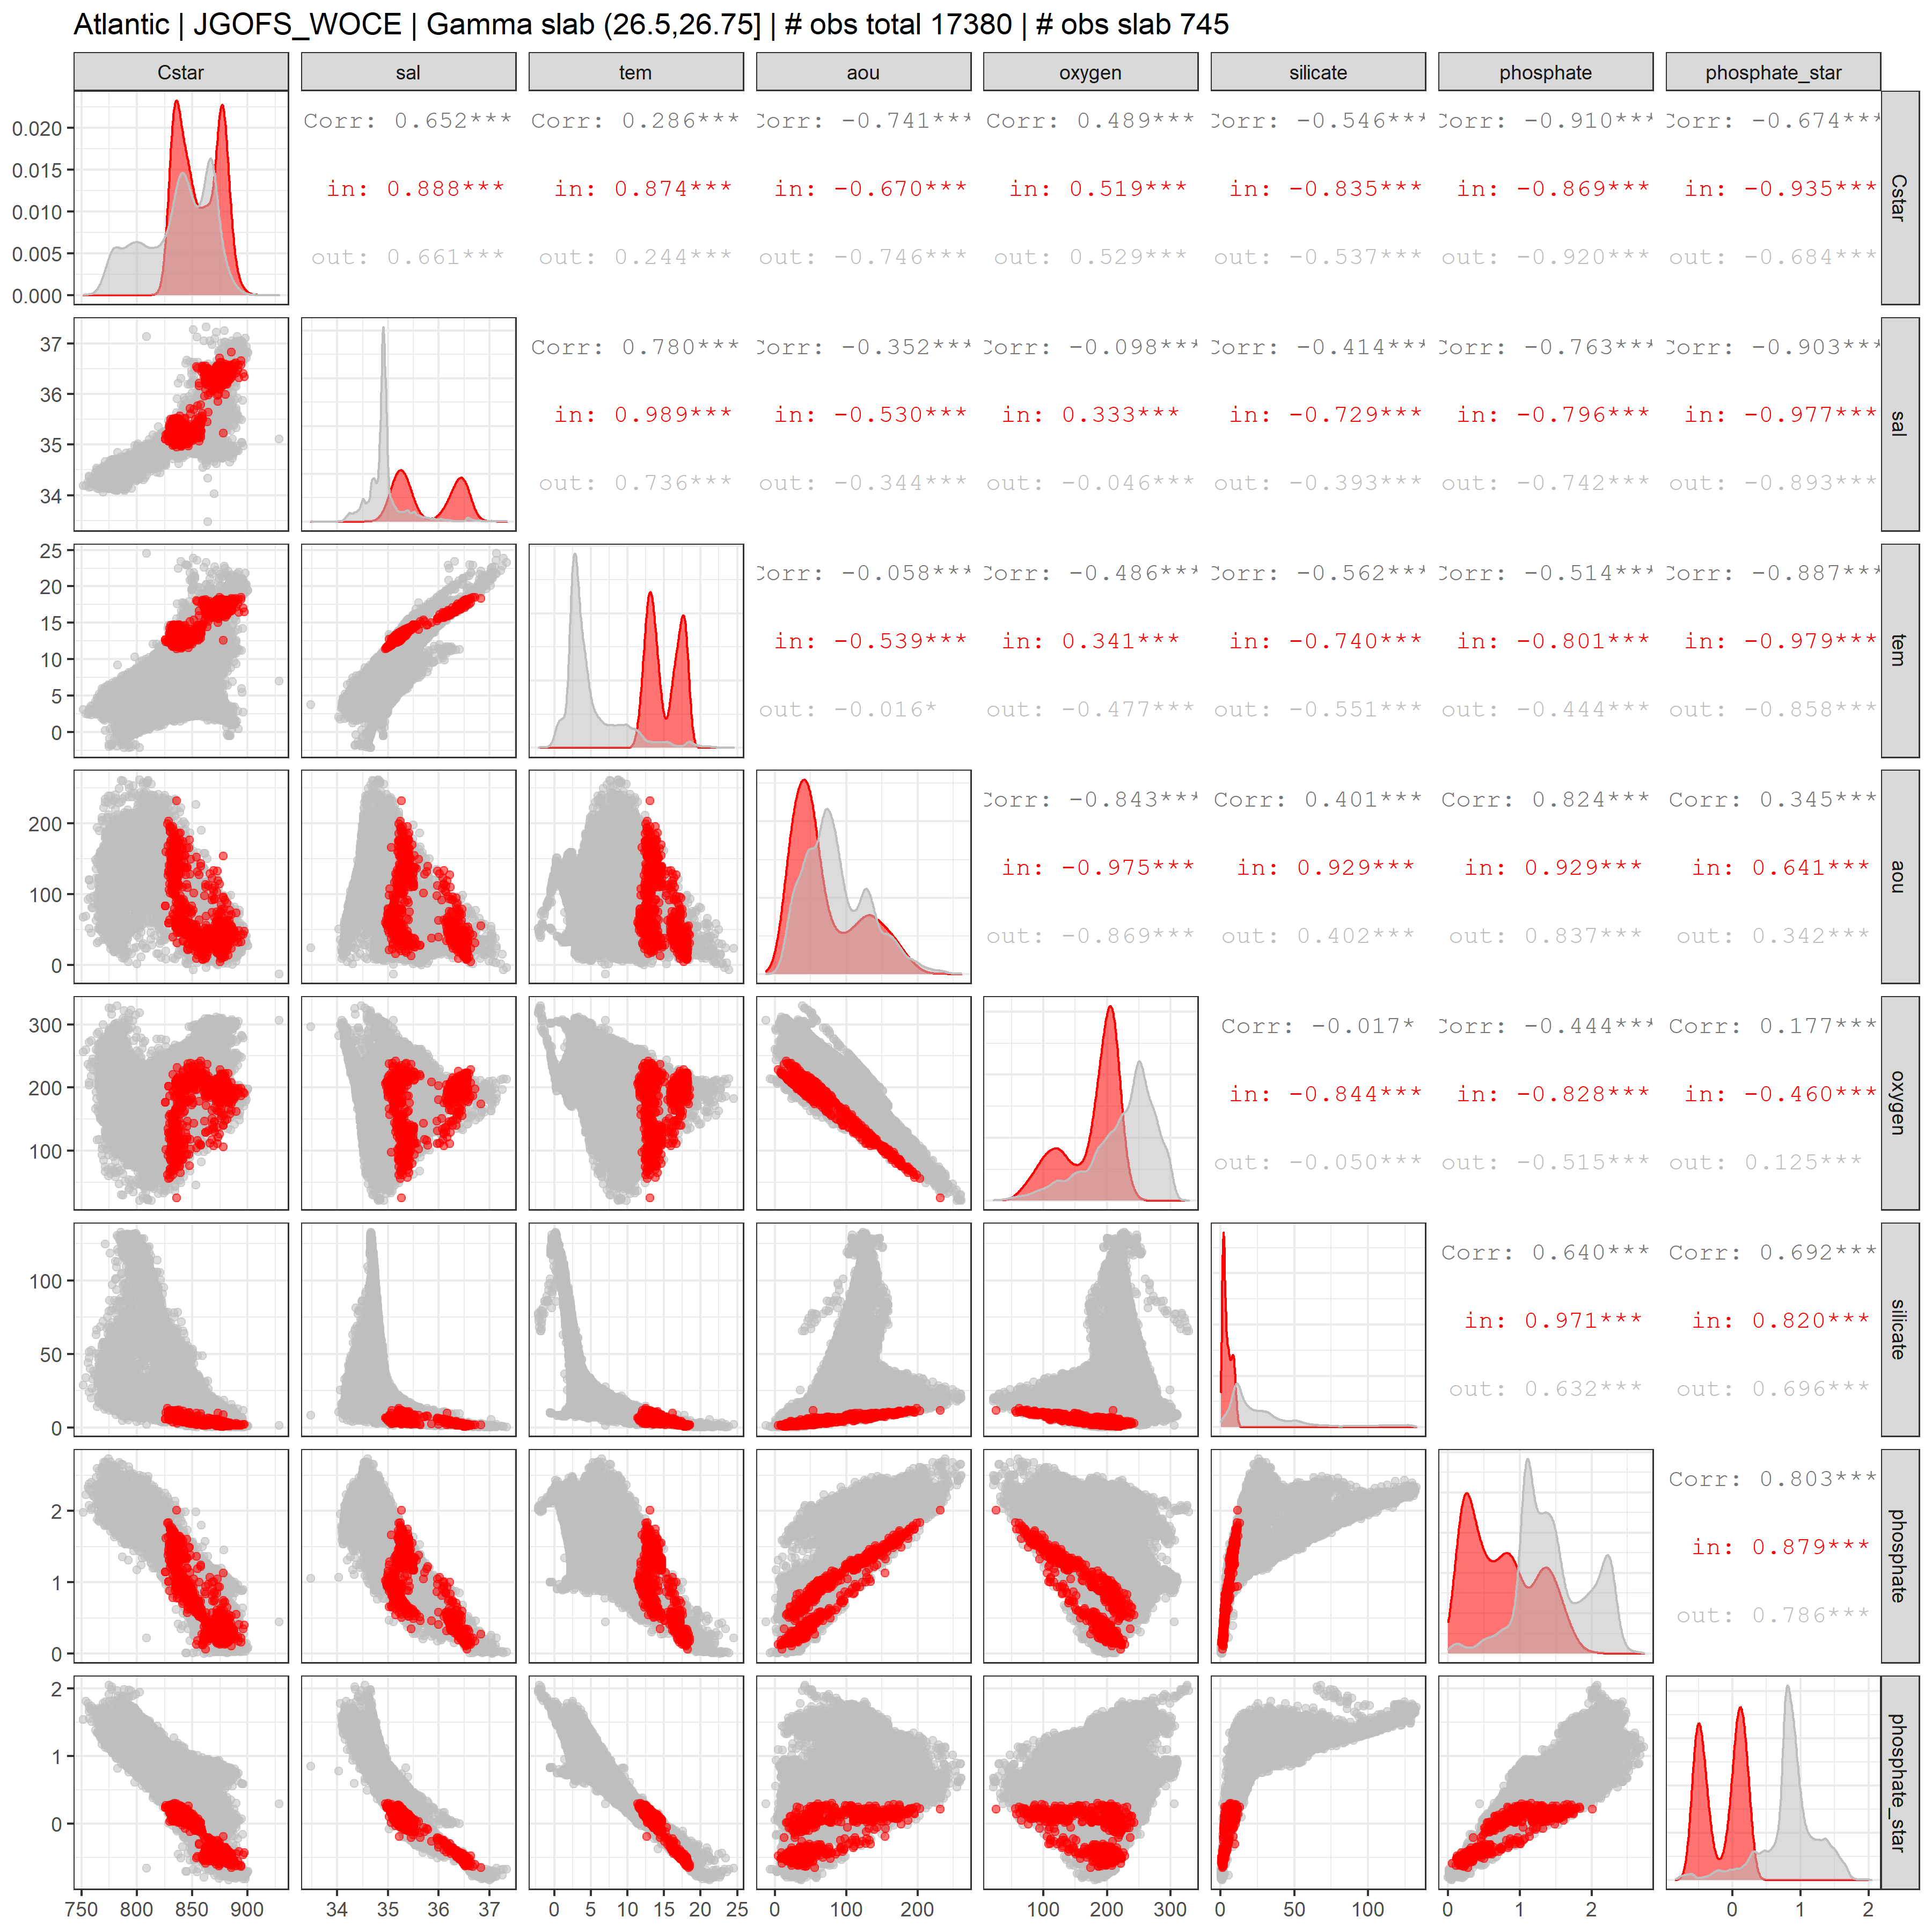 Atlantic | JGOFS_WOCE | Gamma slab (26.5,26.75] | # obs total 17380 | # obs slab 745
Cstar sal tem aou oxygen silicate phosphate phosphate_star
0.020
0.015
0.010
0.005
0.000
Corr: 0.652*** Corr: 0.286*** Corr: -0.741*** Corr: 0.489*** Corr: -0.546*** Corr: -0.910*** Corr: -0.674***
in: 0.888*** in: 0.874*** in: -0.670*** in: 0.519*** in: -0.835*** in: -0.869*** in: -0.935***
out: 0.661*** out: 0.244*** out: -0.746*** out: 0.529*** out: -0.537*** out: -0.920*** out: -0.684***
Cstar
37
36
35
34
Corr: 0.780*** Corr: -0.352*** Corr: -0.098*** Corr: -0.414*** Corr: -0.763*** Corr: -0.903***
in: 0.989*** in: -0.530*** in: 0.333*** in: -0.729*** in: -0.796*** in: -0.977***
out: 0.736*** out: -0.344*** out: -0.046*** out: -0.393*** out: -0.742*** out: -0.893***
sal
25
20
15
10
5
0
Corr: -0.058*** Corr: -0.486*** Corr: -0.562*** Corr: -0.514*** Corr: -0.887***
in: -0.539*** in: 0.341*** in: -0.740*** in: -0.801*** in: -0.979***
out: -0.016* out: -0.477*** out: -0.551*** out: -0.444*** out: -0.858***
tem
200
100
0
Corr: -0.843*** Corr: 0.401*** Corr: 0.824*** Corr: 0.345***
in: -0.975*** in: 0.929*** in: 0.929*** in: 0.641***
out: -0.869*** out: 0.402*** out: 0.837*** out: 0.342***
aou
300
200
100
Corr: -0.017* Corr: -0.444*** Corr: 0.177***
in: -0.844*** in: -0.828*** in: -0.460***
out: -0.050*** out: -0.515*** out: 0.125***
oxygen
100
50
0
Corr: 0.640*** Corr: 0.692***
in: 0.971*** in: 0.820***
out: 0.632*** out: 0.696***
silicate
2
1
0
Corr: 0.803***
in: 0.879***
out: 0.786***
phosphate
2
1
0
phosphate_star
750 800 850 900 34 35 36 37 0 5 10 15 20 25 0 100 200 100 200 300 0 50 100 0 1 2 0 1 2